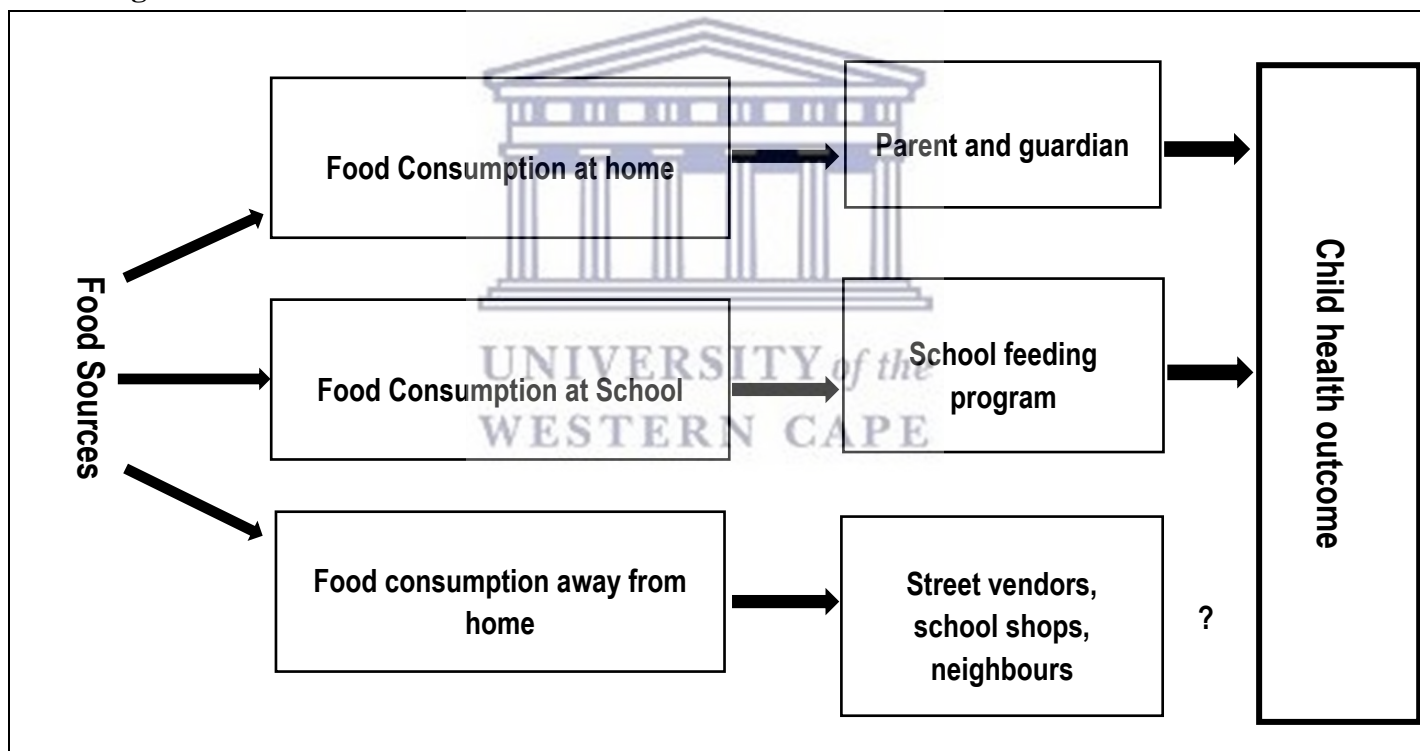 Food Sources
Food Consumption at home
Parent and guardian
Food Consumption at School
School feeding
program
Food consumption away from
home
Street vendors,
school shops,
neighbours
?
Child health outcome
UNIVERSITY of the
WESTERN CAPE